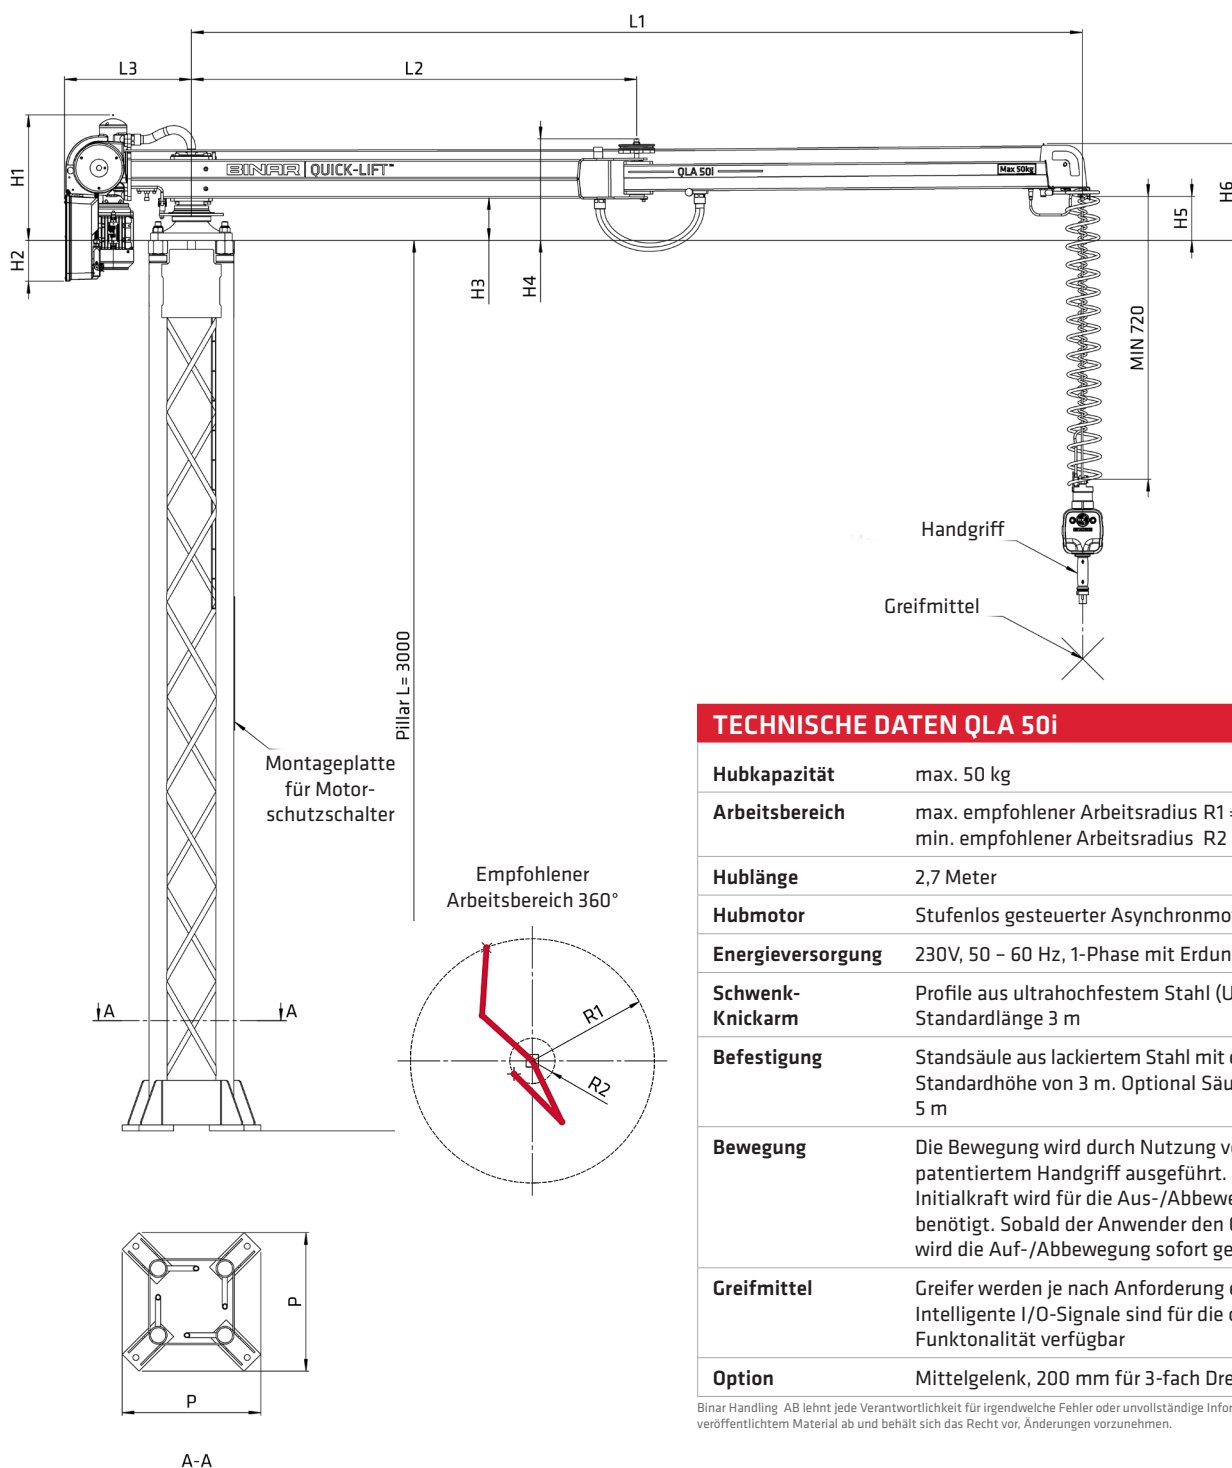 L1
L3
L2
H1
H2
BINAR QUICK-LIFT™
QLA 50i
Max 50kg
H3
H4
H5
H6
MIN 720
Handgriff
Greifmittel
Pillar L= 3000
Montageplatte
für Motor-
schutzschalter
A
A
Empfohlener
Arbeitsbereich 360°
R1
R2
P
P
A-A
TECHNISCHE DATEN QLA 50i
Hubkapazität max. 50 kg
Arbeitsbereich max. empfohlener Arbeitsradius R1
min. empfohlener Arbeitsradius R2
Hublänge 2,7 Meter
Hubmotor Stufenlos gesteuerter Asynchronmo
Energieversorgung 230V, 50 – 60 Hz, 1-Phase mit Erdun
Schwenk- Profile aus ultrahochfestem Stahl (U
Knickarm Standardlänge 3 m
Befestigung Standsäule aus lackiertem Stahl mit
Standardhöhe von 3 m. Optional Säu
5 m
Bewegung Die Bewegung wird durch Nutzung v
patentiertem Handgriff ausgeführt.
Initialkraft wird für die Aus-/Abbewe
benötigt. Sobald der Anwender den
wird die Auf-/Abbewegung sofort ge
Greifmittel Greifer werden je nach Anforderung
Intelligente I/O-Signale sind für die
Funktonalität verfügbar
Option Mittelgelenk, 200 mm für 3-fach Dre
Binar Handling AB lehnt jede Verantwortlichkeit für irgendwelche Fehler oder unvollständige Infor
veröffentlichtem Material ab und behält sich das Recht vor, Änderungen vorzunehmen.